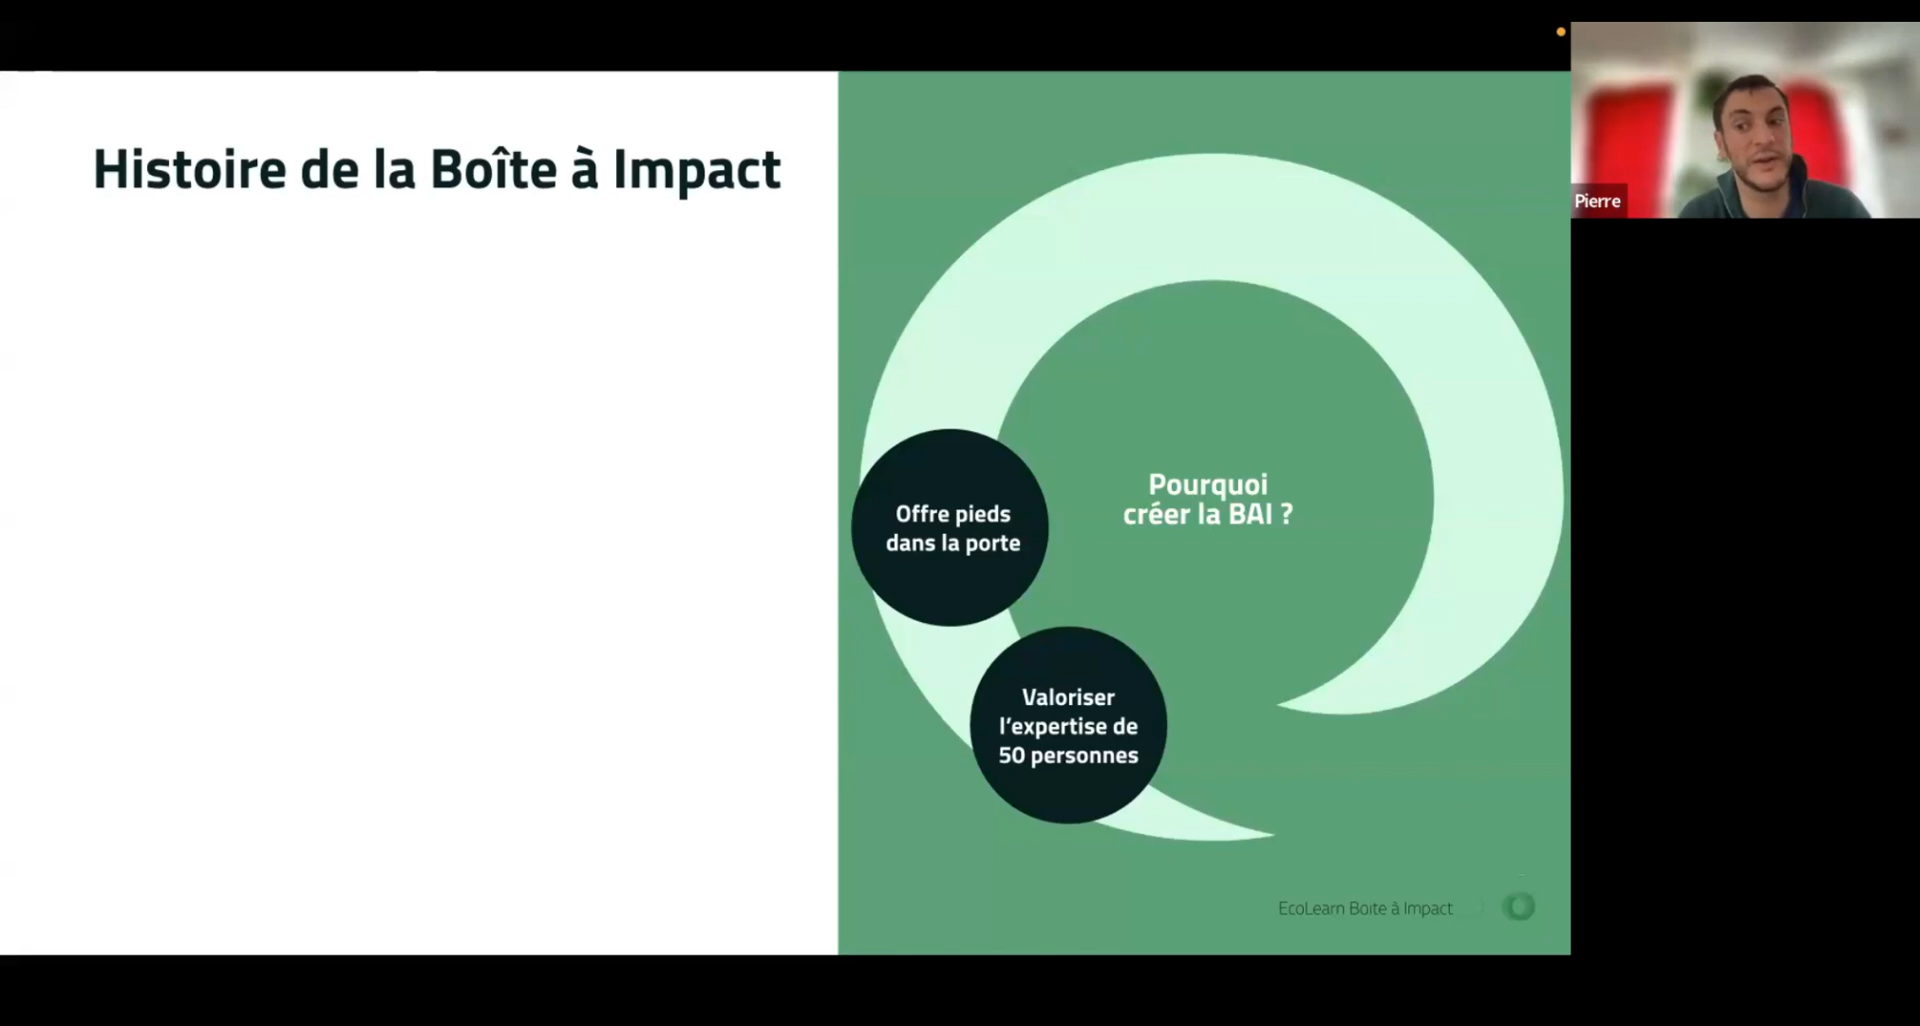 Histoire de la Boîte à Impact
Pierre
Pourquoi
créer la BAI ?
Offre pieds
dans la porte
Valoriser
l'expertise de
50 personnes
EcoLearn Boite à Impact